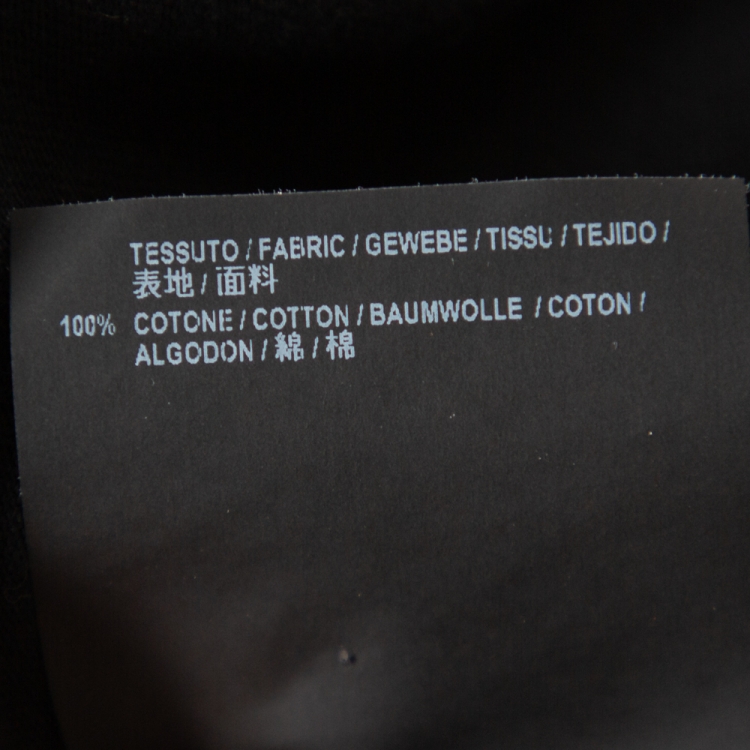 TESSUTO / FABRIC / GEWEBE / TISSU / TEJIDO /
表地 / 面料
100% COTONE / COTTON / BAUMWOLLE / COTON /
ALGODON / 綿 / 棉